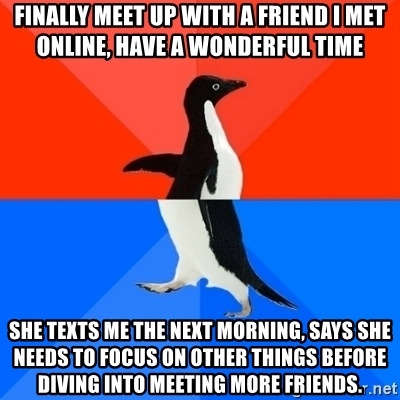 FINALLY MEET UP WITH A FRIEND I MET
ONLINE, HAVE A WONDERFUL TIME
SHE TEXTS ME THE NEXT MORNING, SAYS SHE
NEEDS TO FOCUS ON OTHER THINGS BEFORE
DIVING INTO MEETING MORE FRIENDS.